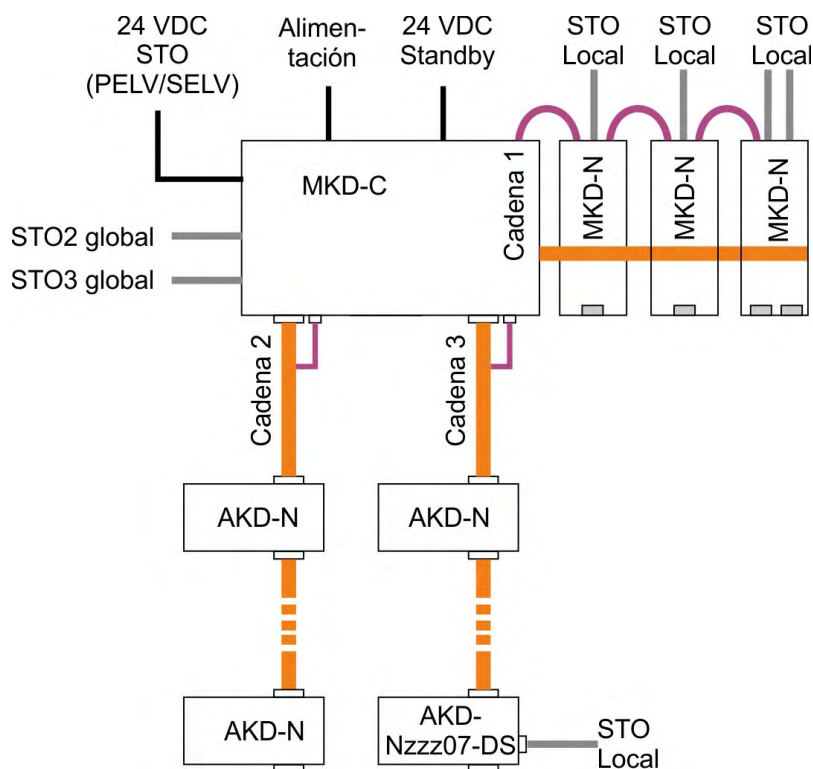 24 VDC
STO
(PELV/SELV)
Alimen-
tación
24 VDC
Standby
STO
Local
STO
Local
STO
Local
MKD-C
Cadena 1
MKD-N
MKD-N
MKD-N
STO2 global
STO3 global
Cadena 2
Cadena 3
AKD-N
AKD-N
AKD-N
AKD-
Nzzz07-DS
STO
Local